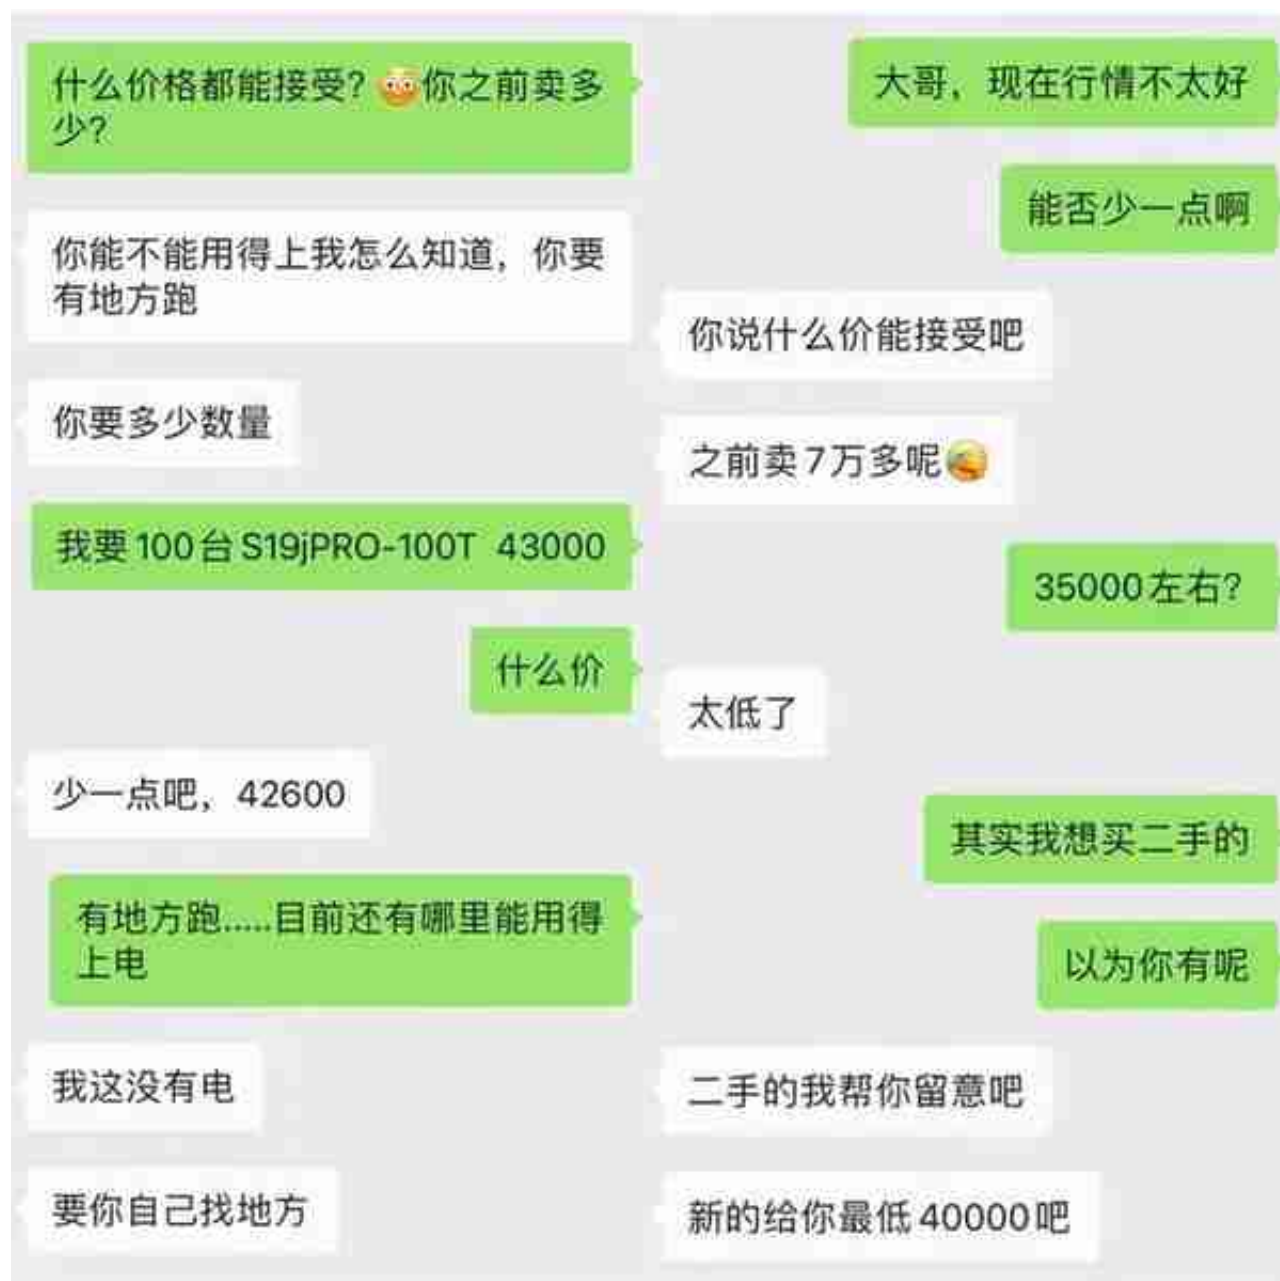 什么价格都能接受?你之前卖多
少?
你能不能用得上我怎么知道，你要
有地方跑
你要多少数量
我要100台S19jPRO-100T 43000
什么价
少一点吧，42600
有地方跑.....目前还有哪里能用得
上电
我这没有电
要你自己找地方
大哥，现在行情不太好
能否少一点啊
你说什么价能接受吧
之前卖7万多呢
35000左右?
太低了
其实我想买二手的
以为你有呢
二手的我帮你留意吧
新的给你最低40000吧